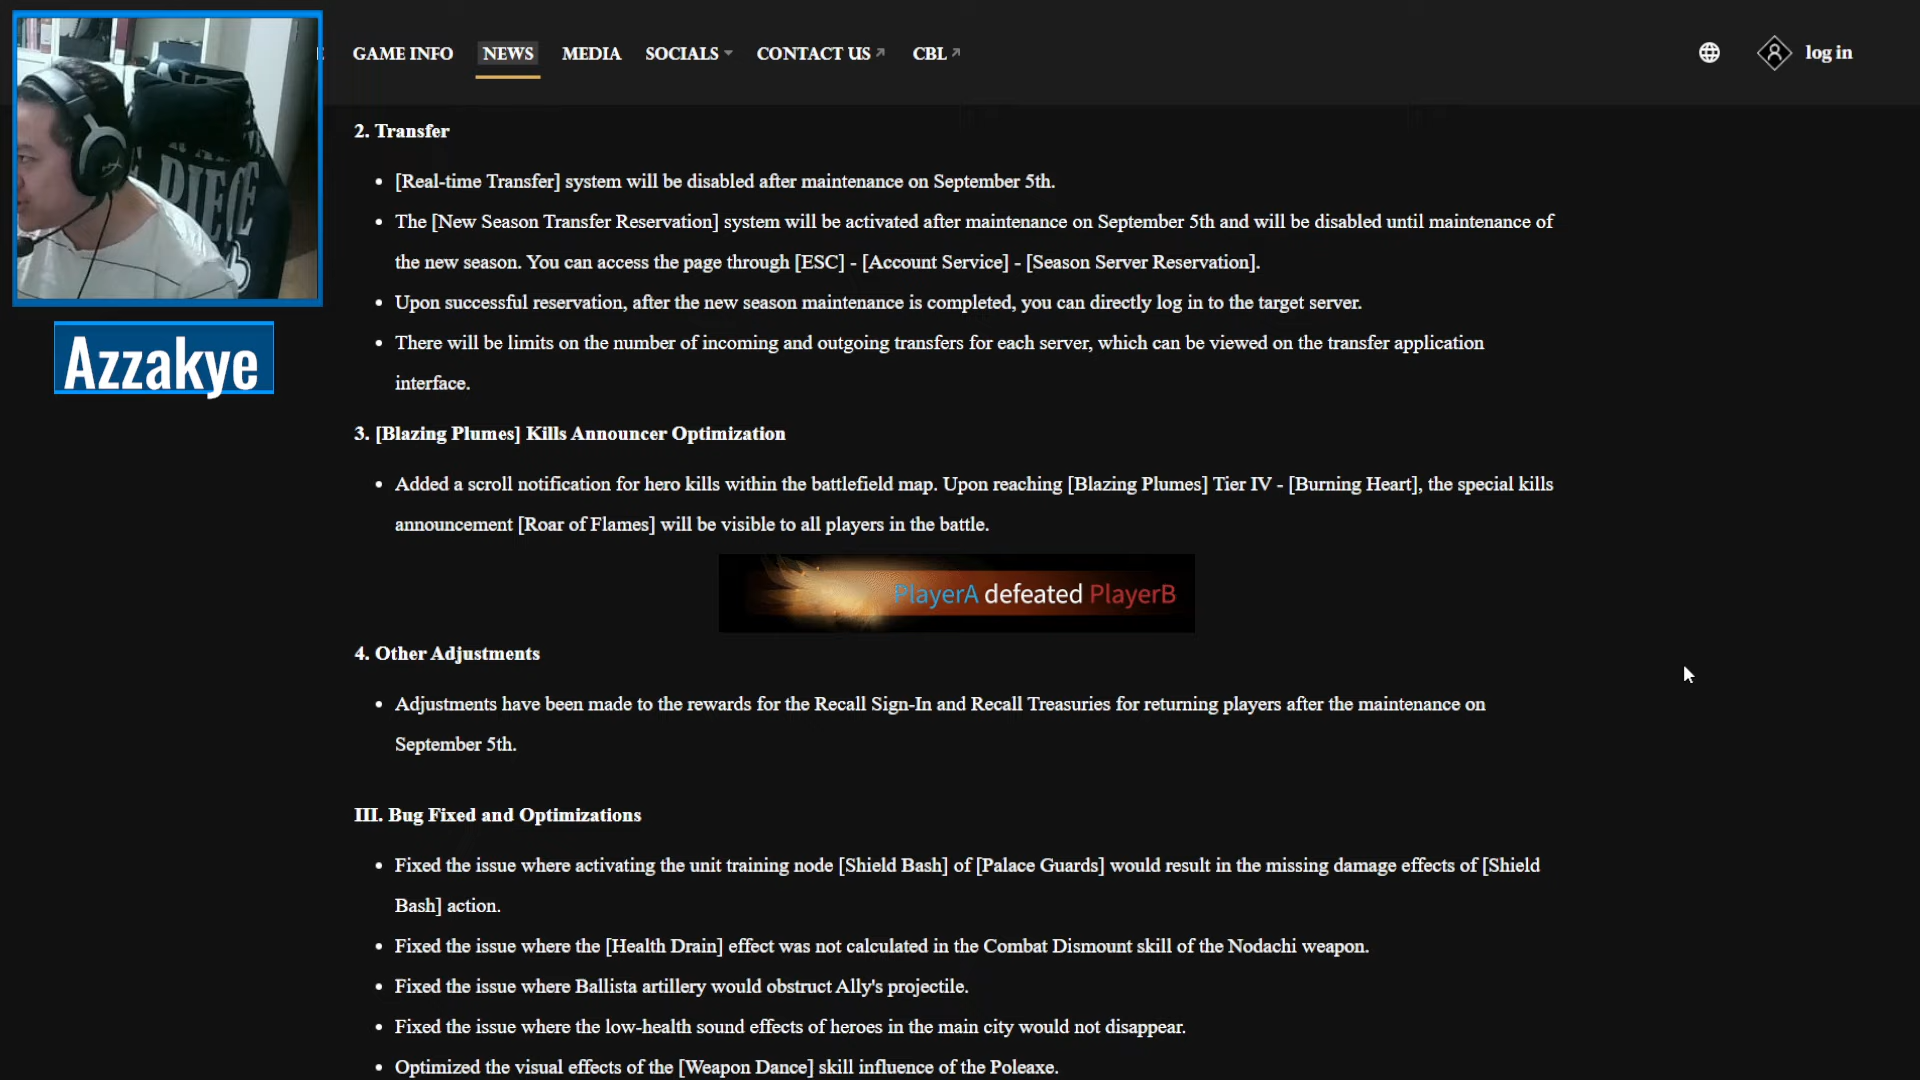 GAME INFO NEWS MEDIA SOCIALS CONTACT US CBL log in
PIECE
Azzakye
2. Transfer
• [Real-time Transfer] system will be disabled after maintenance on September 5th.
• The [New Season Transfer Reservation] system will be activated after maintenance on September 5th and will be disabled until maintenance of
the new season. You can access the page through [ESC] - [Account Service] - [Season Server Reservation].
• Upon successful reservation, after the new season maintenance is completed, you can directly log in to the target server.
• There will be limits on the number of incoming and outgoing transfers for each server, which can be viewed on the transfer application
interface.
3. [Blazing Plumes] Kills Announcer Optimization
• Added a scroll notification for hero kills within the battlefield map. Upon reaching [Blazing Plumes] Tier IV - [Burning Heart], the special kills
announcement [Roar of Flames] will be visible to all players in the battle.
PlayerA defeated PlayerB
4. Other Adjustments
• Adjustments have been made to the rewards for the Recall Sign-In and Recall Treasuries for returning players after the maintenance on
September 5th.
III. Bug Fixed and Optimizations
• Fixed the issue where activating the unit training node [Shield Bash] of [Palace Guards] would result in the missing damage effects of [Shield
Bash] action.
• Fixed the issue where the [Health Drain] effect was not calculated in the Combat Dismount skill of the Nodachi weapon.
• Fixed the issue where Ballista artillery would obstruct Ally's projectile.
• Fixed the issue where the low-health sound effects of heroes in the main city would not disappear.
• Optimized the visual effects of the [Weapon Dance] skill influence of the Poleaxe.